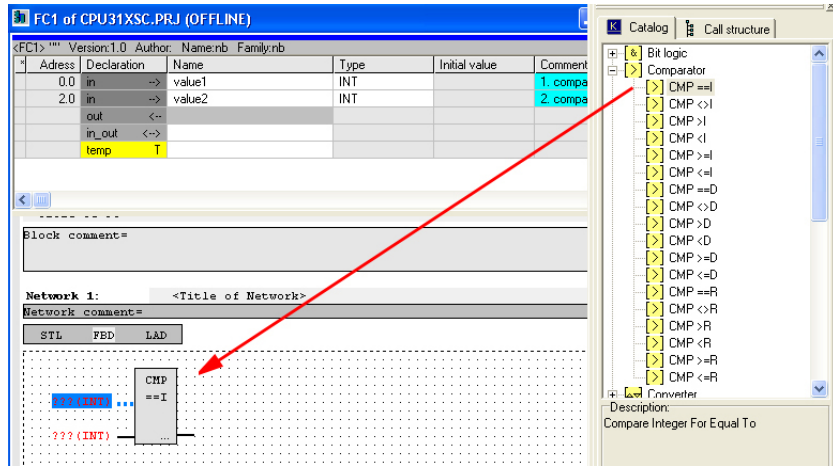 FC1 of CPU31XSC.PRJ (OFFLINE)
<FC1> "" Version:1.0 Author: Name:nb Family:nb
* Adress Declaration Name Type Initial value Comment
0.0 in --> value1 INT 1. compa
2.0 in --> value2 INT 2. compa
out <--
in_out <-->
temp T
Block comment=
Network 1: <Title of Network>
Network comment=
STL FBD LAD
CMP
==I
???(INT)
???(INT) ...
Catalog Call structure
Bit logic
Comparator
CMP ==I
CMP <>I
CMP >I
CMP <I
CMP >=I
CMP <=I
CMP ==D
CMP <>D
CMP >D
CMP <D
CMP >=D
CMP <=D
CMP ==R
CMP <>R
CMP >R
CMP <R
CMP >=R
CMP <=R
Converter
Description:
Compare Integer For Equal To